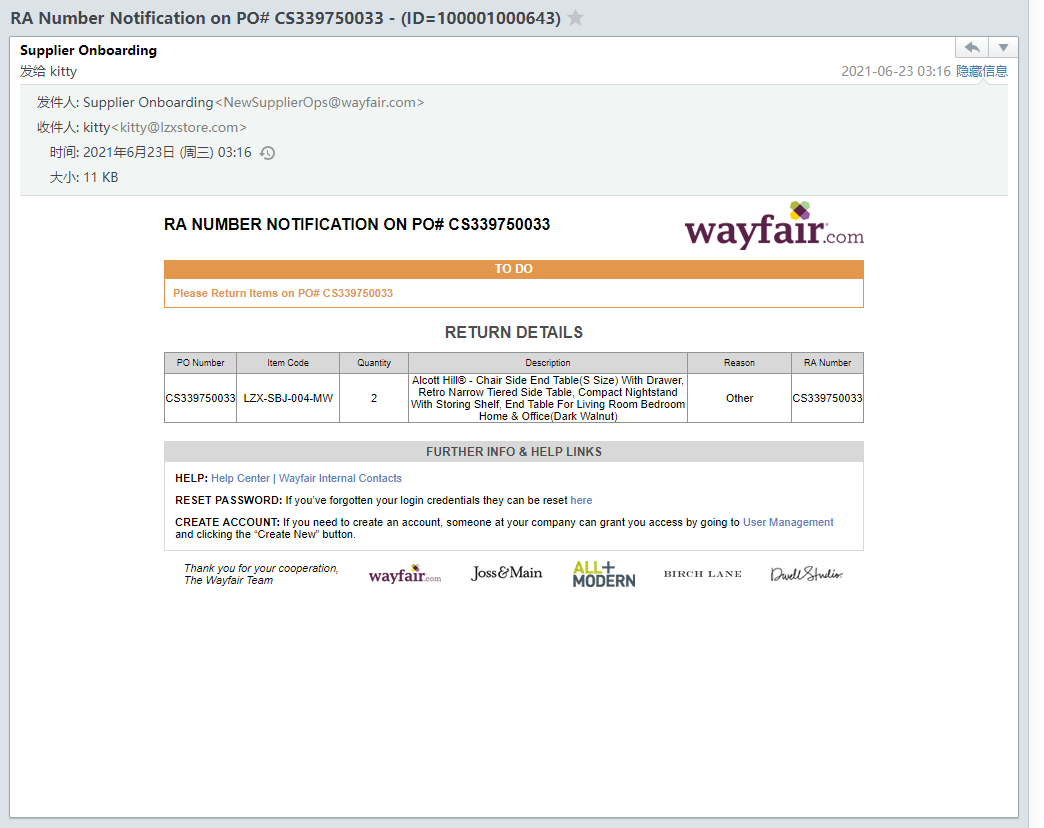 RA Number Notification on PO# CS339750033 - (ID=100001000643)
Supplier Onboarding
发给 kitty
2021-06-23 03:16 隐藏信息
发件人: Supplier Onboarding<NewSupplierOps@wayfair.com>
收件人: kitty<kitty@lzxstore.com>
时间: 2021年6月23日 (周三) 03:16
大小: 11 KB
RA NUMBER NOTIFICATION ON PO# CS339750033
wayfair.com
TO DO
Please Return Items on PO# CS339750033
RETURN DETAILS
PO Number Item Code Quantity Description Reason RA Number
CS339750033 LZX-SBJ-004-MW 2
Alcott Hill® - Chair Side End Table(S Size) With Drawer,
Retro Narrow Tiered Side Table, Compact Nightstand
With Storing Shelf, End Table For Living Room Bedroom
Home & Office(Dark Walnut)
Other CS339750033
FURTHER INFO & HELP LINKS
HELP: Help Center | Wayfair Internal Contacts
RESET PASSWORD: If you've forgotten your login credentials they can be reset here
CREATE ACCOUNT: If you need to create an account, someone at your company can grant you access by going to User Management
and clicking the “Create New” button.
Thank you for your cooperation,
The Wayfair Team
wayfair.com
Joss&Main
ALL+
MODERN
BIRCH LANE
DwellStudio